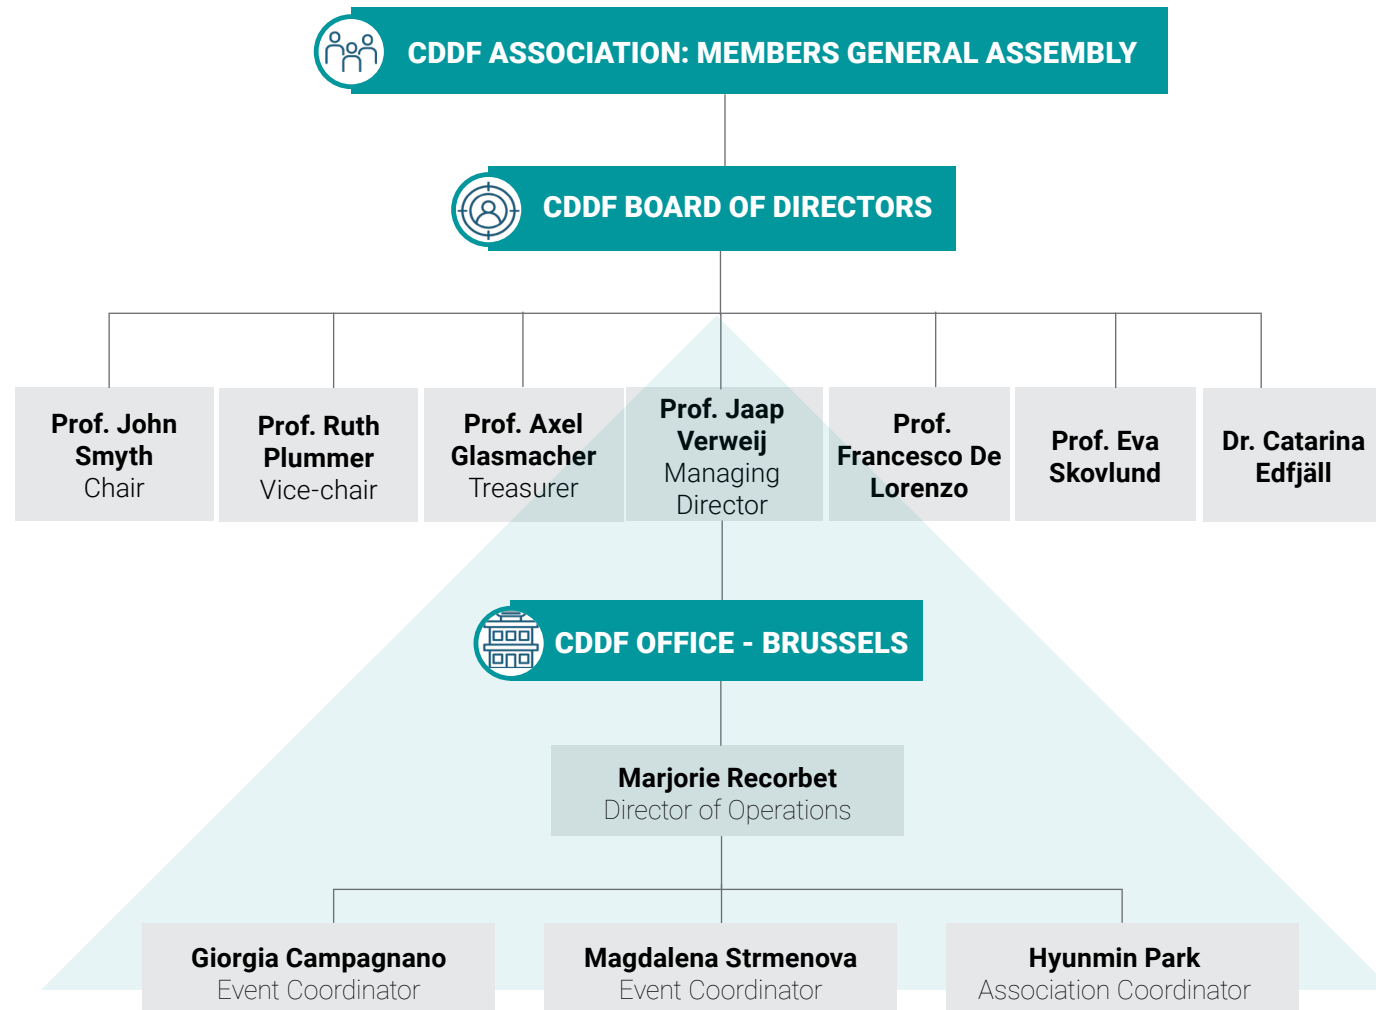 CDDF ASSOCIATION: MEMBERS GENERAL ASSEMBLY
CDDF BOARD OF DIRECTORS
Prof. John
Smyth
Chair
Prof. Ruth
Plummer
Vice-chair
Prof. Axel
Glasmacher
Treasurer
Prof. Jaap
Verweij
Managing
Director
Prof.
Francesco De
Lorenzo
Prof. Eva
Skovlund
Dr. Catarina
Edfjäll
CDDF OFFICE - BRUSSELS
Marjorie Recorbet
Director of Operations
Giorgia Campagnano
Event Coordinator
Magdalena Strmenova
Event Coordinator
Hyunmin Park
Association Coordinator